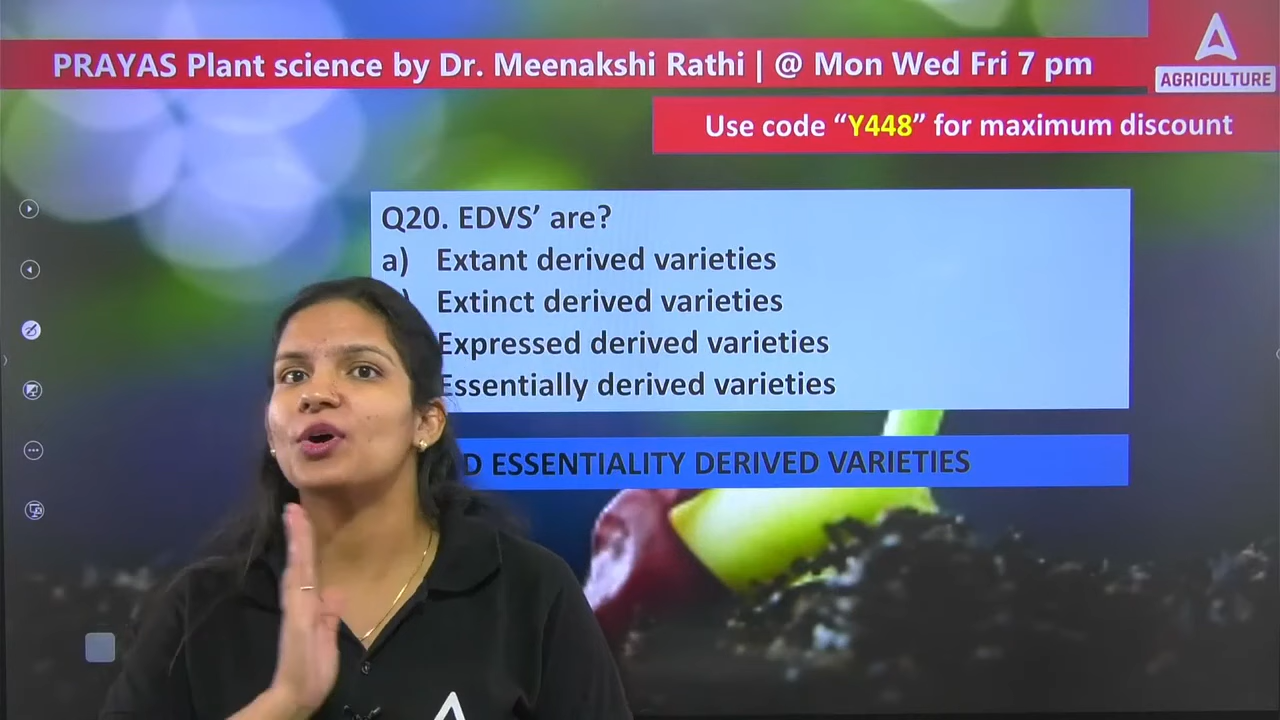 PRAYAS Plant science by Dr. Meenakshi Rathi | @ Mon Wed Fri 7 pm
AGRICULTURE
Use code “Y448” for maximum discount
Q20. EDVS’ are?
a) Extant derived varieties
) Extinct derived varieties
Expressed derived varieties
Essentially derived varieties
D ESSENTIALITY DERIVED VARIETIES